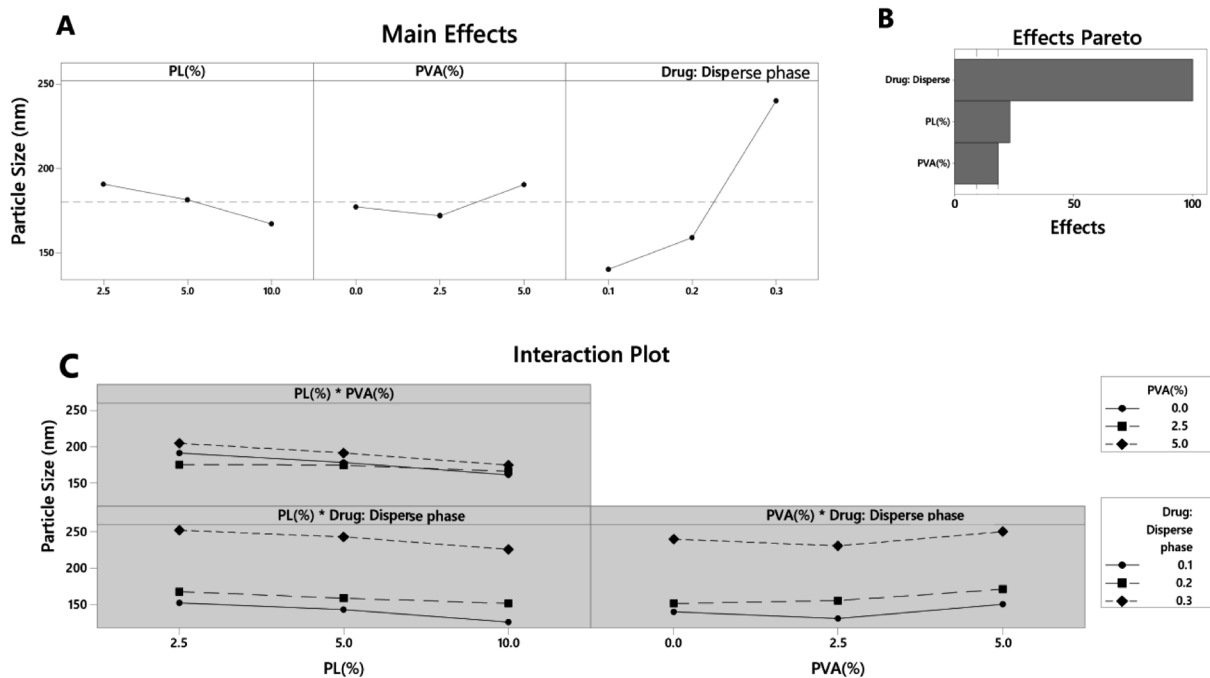 A
Main Effects
PL(%) PVA(%) Drug: Disperse phase
Particle Size (nm)
250
200
150
2.5 5.0 10.0 0.0 2.5 5.0 0.1 0.2 0.3
B
Effects Pareto
Drug: Disperse
PL(%)
PVA(%)
0 50 100
Effects
C
Interaction Plot
PL(%) * PVA(%)
Particle Size (nm)
250
200
150
PL(%) * Drug: Disperse phase PVA(%) * Drug: Disperse phase
250
200
150
2.5 5.0 10.0 0.0 2.5 5.0
PL(%) PVA(%)
PVA(%)
0.0
2.5
5.0
Drug:
Disperse
phase
0.1
0.2
0.3